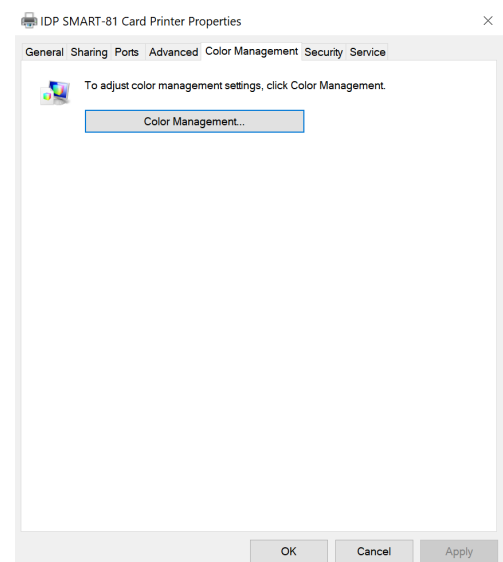 IDP SMART-81 Card Printer Properties
General Sharing Ports Advanced Color Management Security Service
To adjust color management settings, click Color Management.
Color Management...
OK Cancel Apply